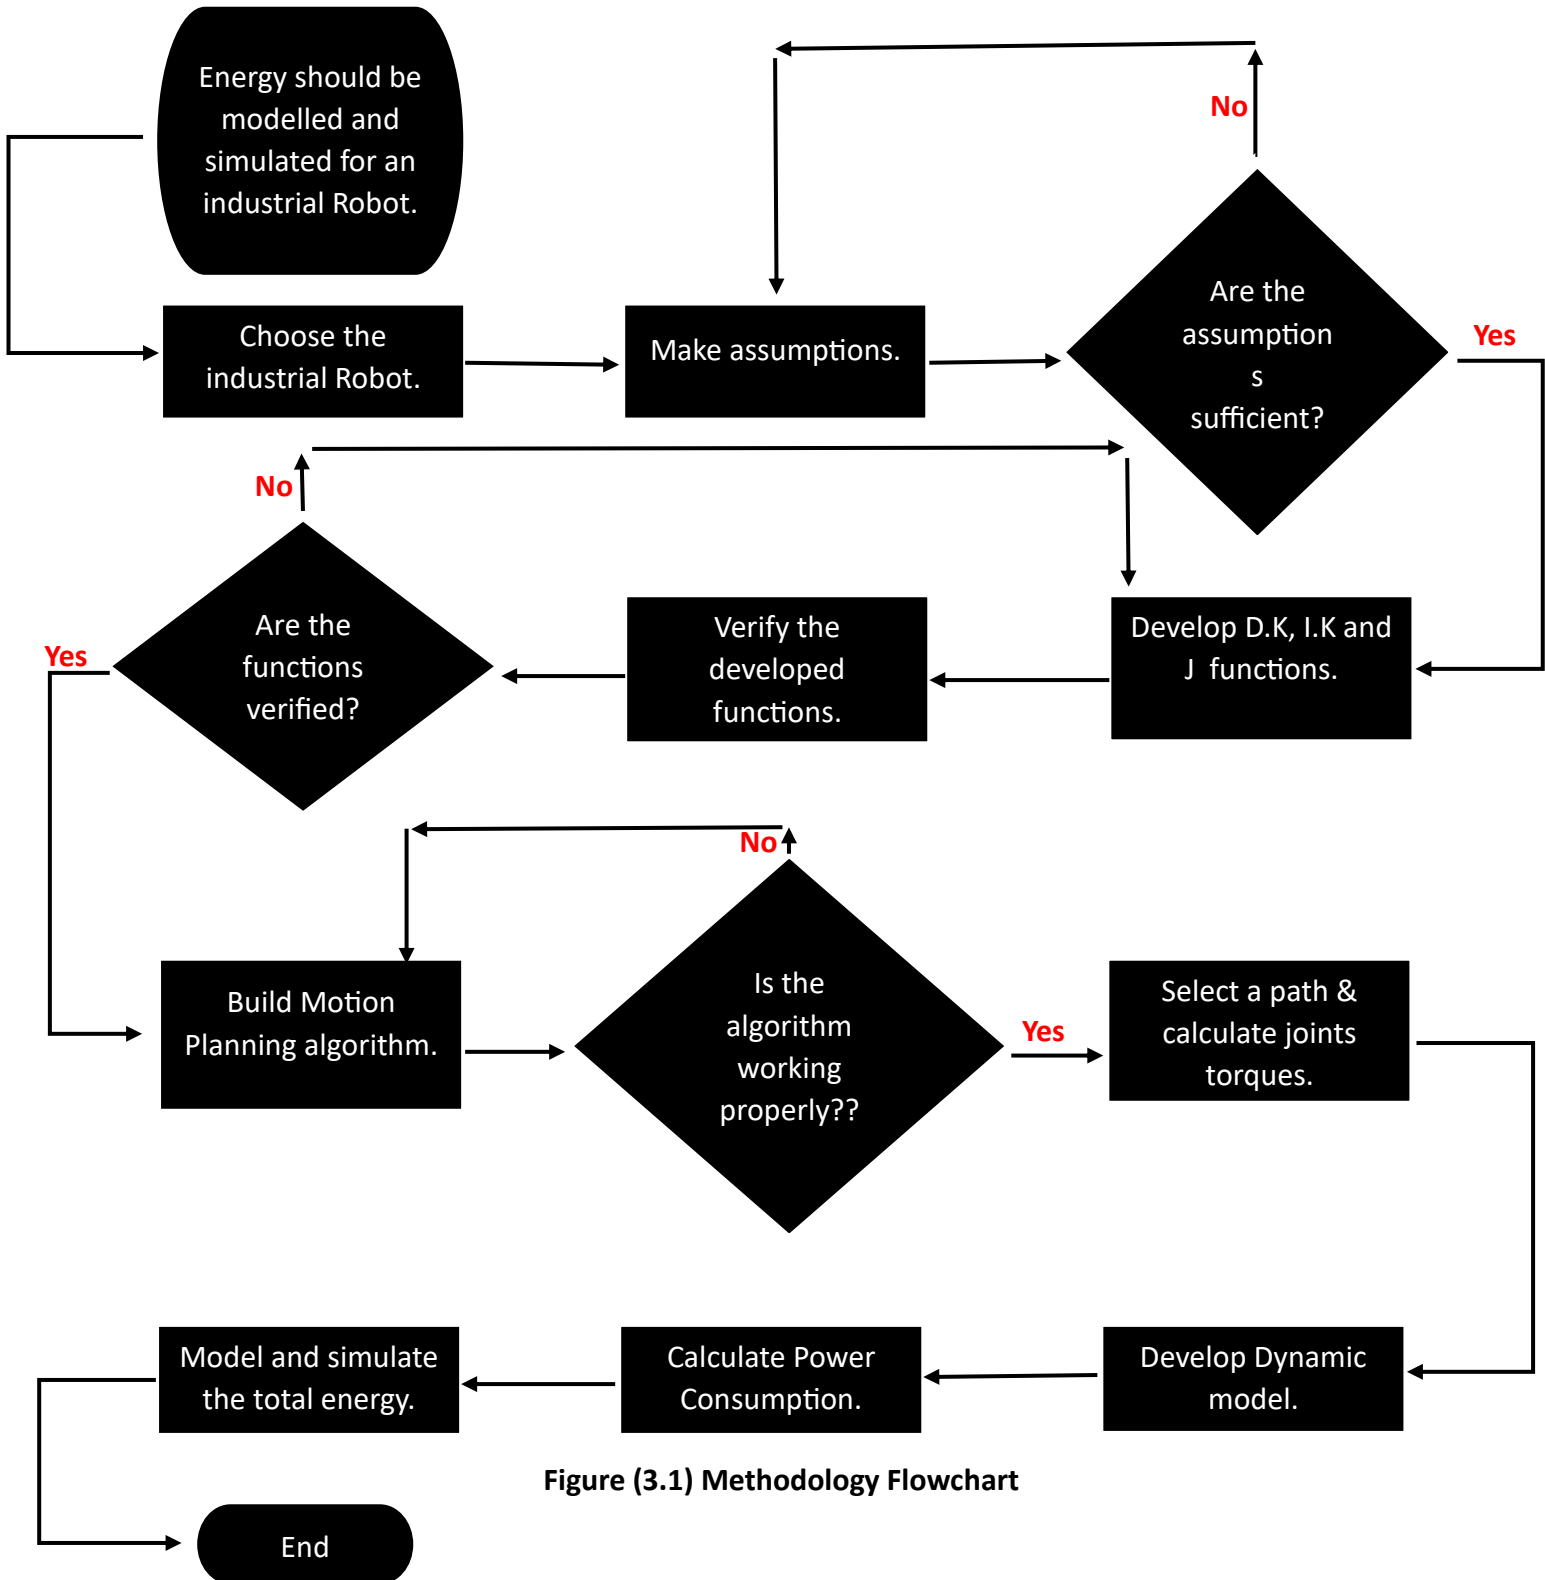 Energy should be
modelled and
simulated for an
industrial Robot.
No
Choose the
industrial Robot.
Make assumptions.
Are the
assumption
s
sufficient?
Yes
No
Develop D.K, I.K and
J functions.
Verify the
developed
functions.
Are the
functions
verified?
Yes
No
Build Motion
Planning algorithm.
Is the
algorithm
working
properly??
Yes
Select a path &
calculate joints
torques.
Develop Dynamic
model.
Calculate Power
Consumption.
Model and simulate
the total energy.
Figure (3.1) Methodology Flowchart
End